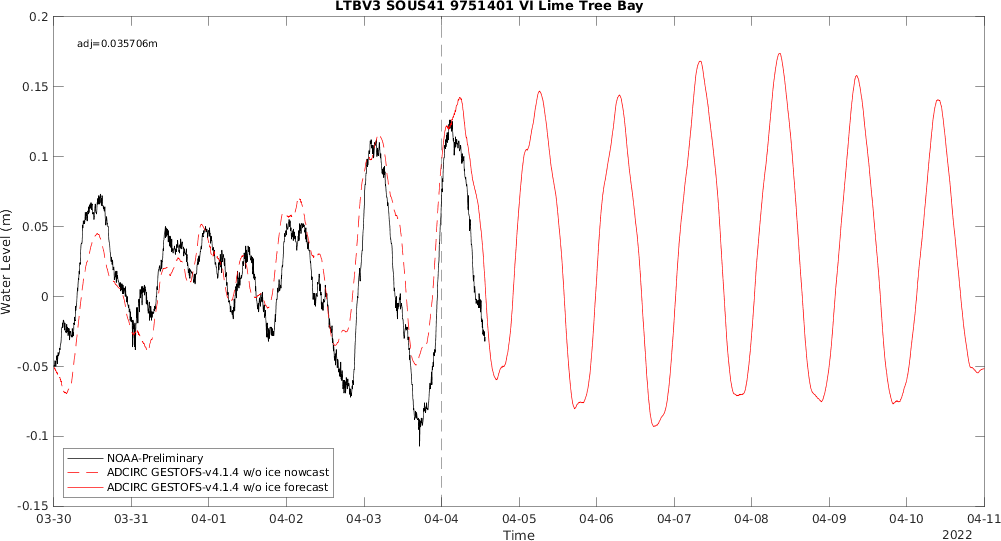 LTBV3 SOUS41 9751401 VI Lime Tree Bay
adj=0.035706m
0.2
0.15
0.1
0.05
0
-0.05
-0.1
-0.15
Water Level (m)
NOAA-Preliminary
ADCIRC GESTOFS-v4.1.4 w/o ice nowcast
ADCIRC GESTOFS-v4.1.4 w/o ice forecast
03-30 03-31 04-01 04-02 04-03 04-04 04-05 04-06 04-07 04-08 04-09 04-10 04-11
Time
2022